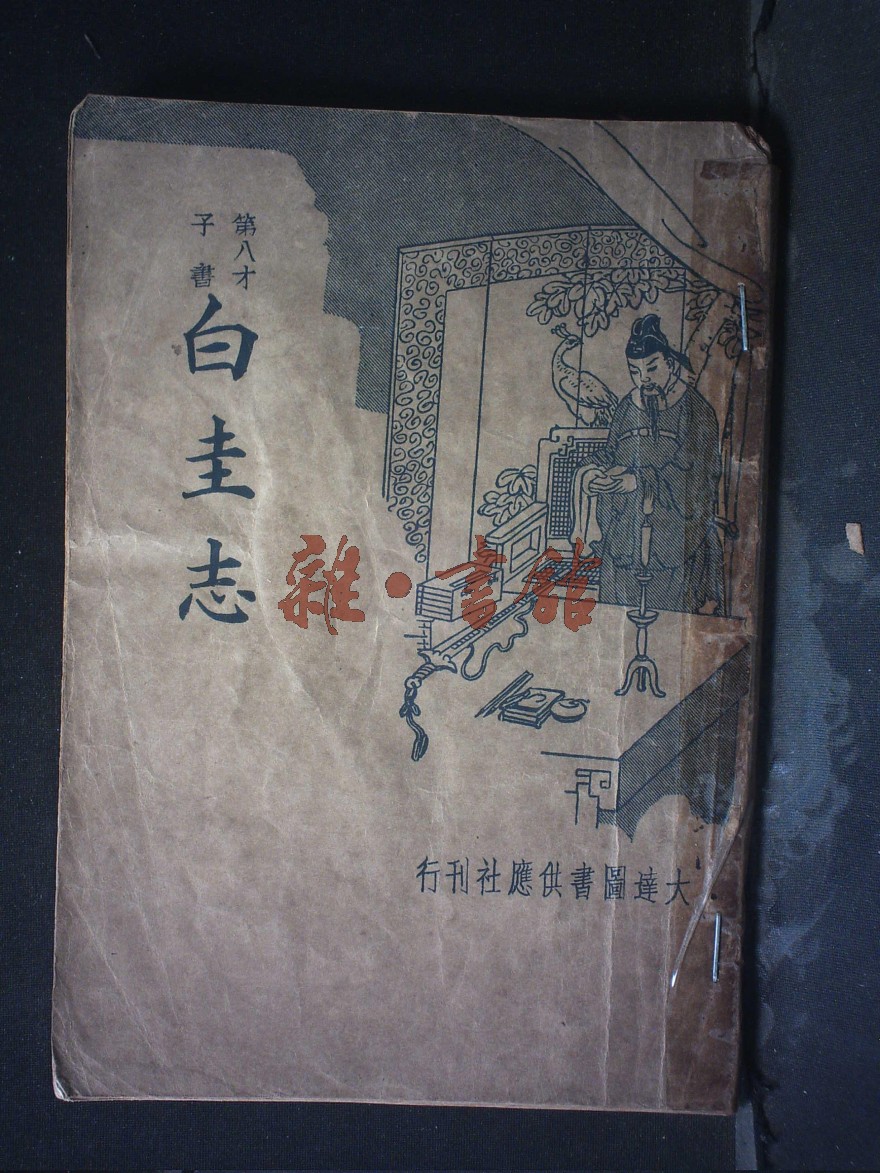 第八才
子書
白圭志
雜·書館
大達圖書供應社刊行